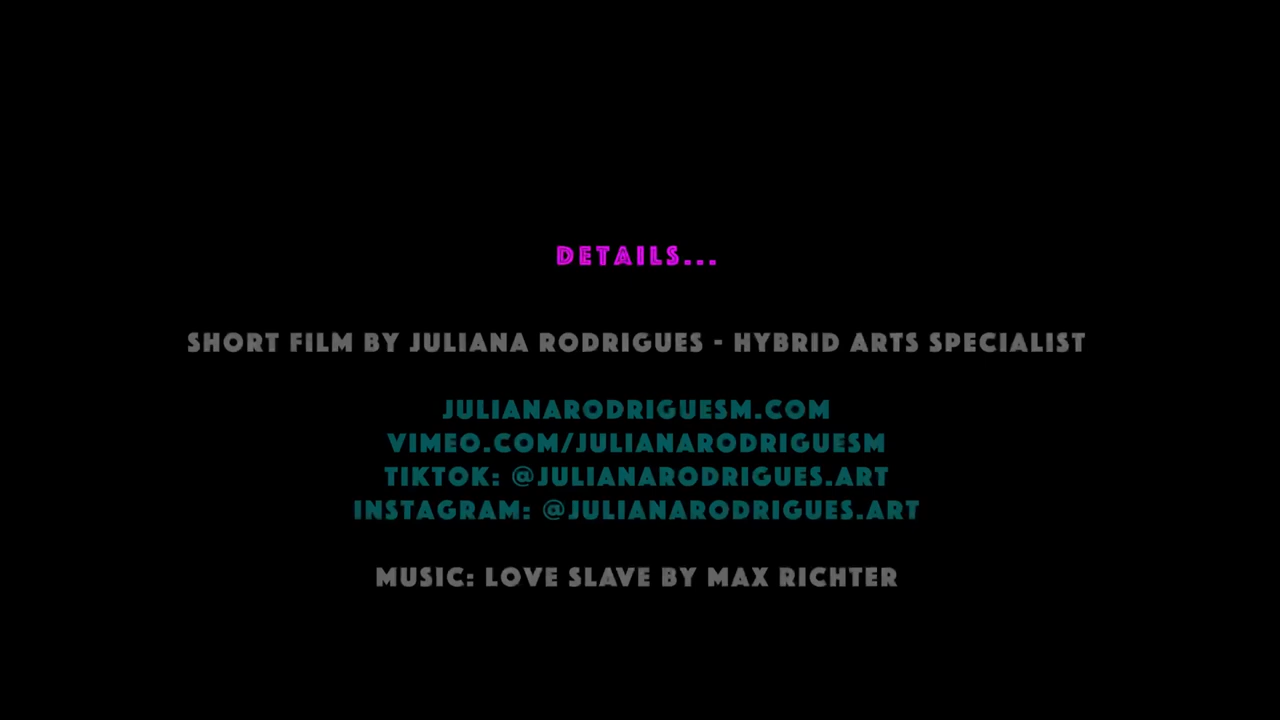 DETAILS...
SHORT FILM BY JULIANA RODRIGUES - HYBRID ARTS SPECIALIST
JULIANARODRIGUESM.COM
VIMEO.COM/JULIANARODRIGUESM
TIKTOK: @JULIANARODRIGUES.ART
INSTAGRAM: @JULIANARODRIGUES.ART
MUSIC: LOVE SLAVE BY MAX RICHTER